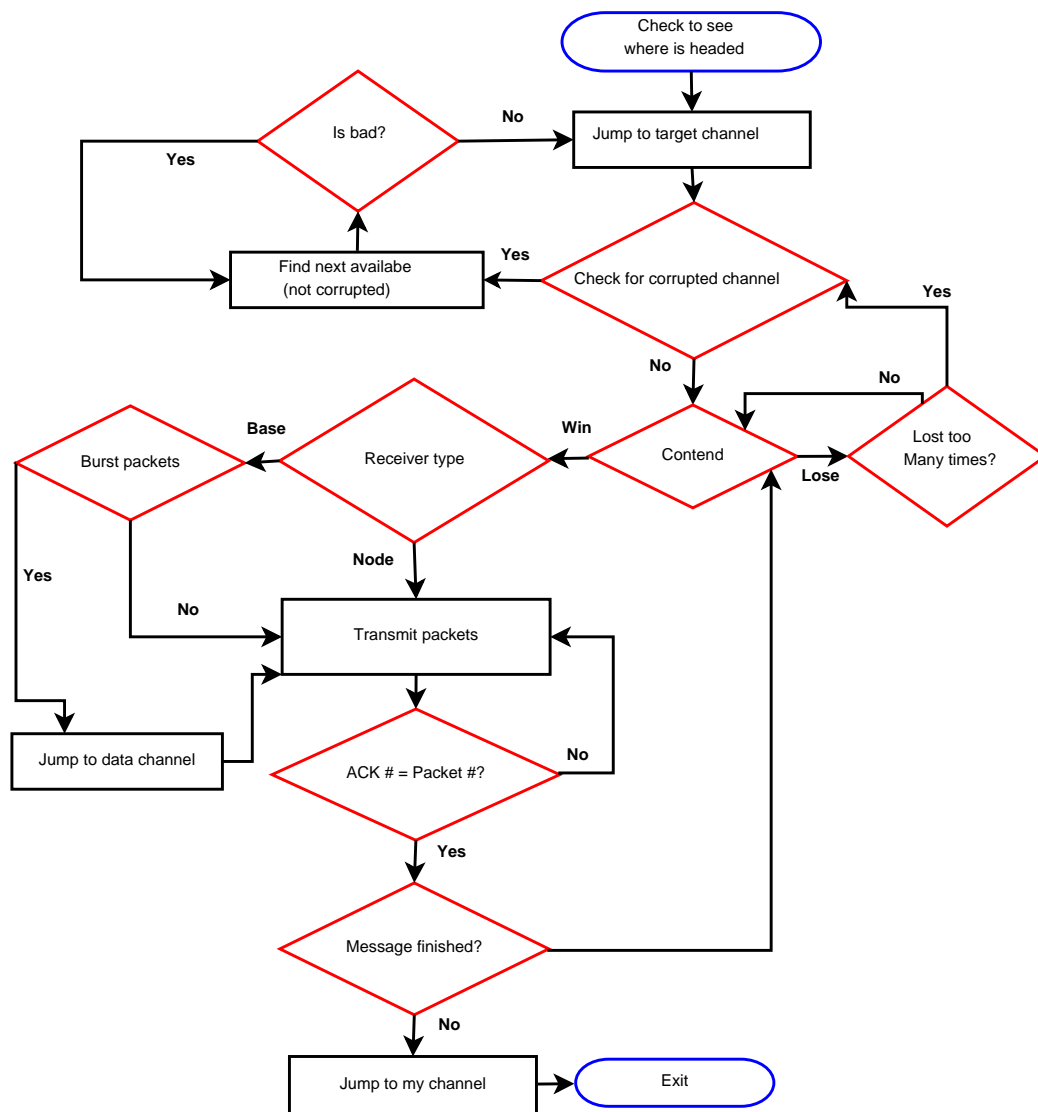 Check to see
where is headed
Is bad?
No
Jump to target channel
Yes
Find next availabe
(not corrupted)
Yes
Check for corrupted channel
Yes
No
No
Base
Win
Lost too
Many times?
Burst packets
Receiver type
Contend
Lose
Node
Yes
No
Transmit packets
Jump to data channel
No
ACK # = Packet #?
Yes
Message finished?
No
Jump to my channel
Exit